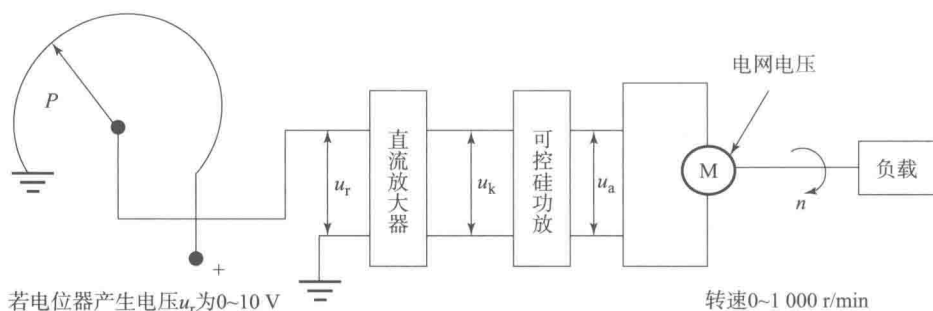 电网电压
P
直流放大器
可控硅功放
u_r
u_k
u_a
M
负载
n
+
若电位器产生电压u_r为0~10 V
转速0~1 000 r/min